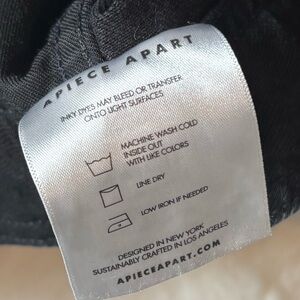 APIECE APART
INKY DYES MAY BLEED OR TRANSFER
ONTO LIGHT SURFACES
MACHINE WASH COLD
INSIDE OUT
WITH LIKE COLORS
LINE DRY
LOW IRON IF NEEDED
DESIGNED IN NEW YORK
SUSTAINABLY CRAFTED IN LOS ANGELES
APIECEAPART.COM